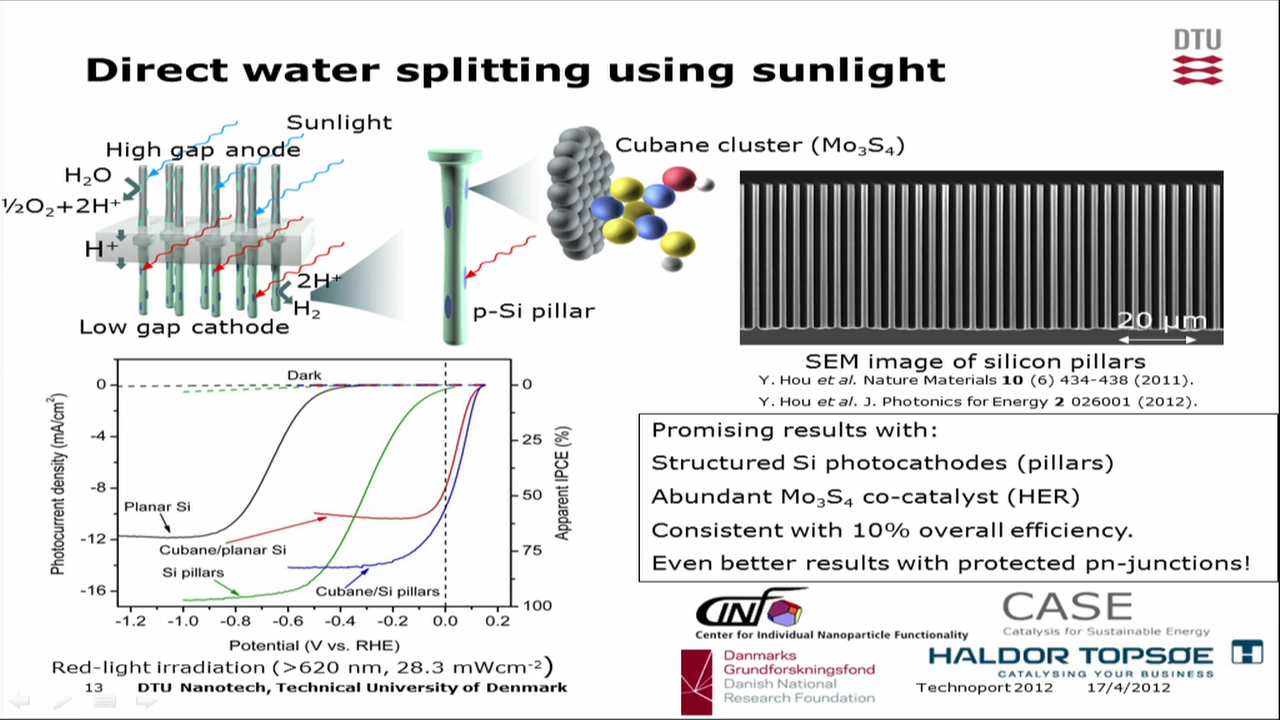 Direct water splitting using sunlight
DTU
Sunlight
High gap anode
H₂O
½O₂+2H⁺
H⁺
2H⁺
H₂
Low gap cathode
p-Si pillar
Cubane cluster (Mo₃S₄)
20 µm
SEM image of silicon pillars
Y. Hou et al. Nature Materials 10 (6) 434-438 (2011).
Y. Hou et al. J. Photonics for Energy 2 026001 (2012).
Photocurrent density (mA/cm²)
0
-4
-8
-12
-16
Dark
Planar Si
Cubane/planar Si
Si pillars
Cubane/Si pillars
0
25
50
75
100
Apparent IPCE (%)
-1.2 -1.0 -0.8 -0.6 -0.4 -0.2 0.0 0.2
Potential (V vs. RHE)
Red-light irradiation (>620 nm, 28.3 mWcm⁻²)
Promising results with:
Structured Si photocathodes (pillars)
Abundant Mo₃S₄ co-catalyst (HER)
Consistent with 10% overall efficiency.
Even better results with protected pn-junctions!
CINF
Center for Individual Nanoparticle Functionality
CASE
Catalysis for Sustainable Energy
Danmarks
Grundforskningsfond
Danish National
Research Foundation
HALDOR TOPSØE
CATALYSING YOUR BUSINESS
13 DTU Nanotech, Technical University of Denmark
Technoport 2012 17/4/2012